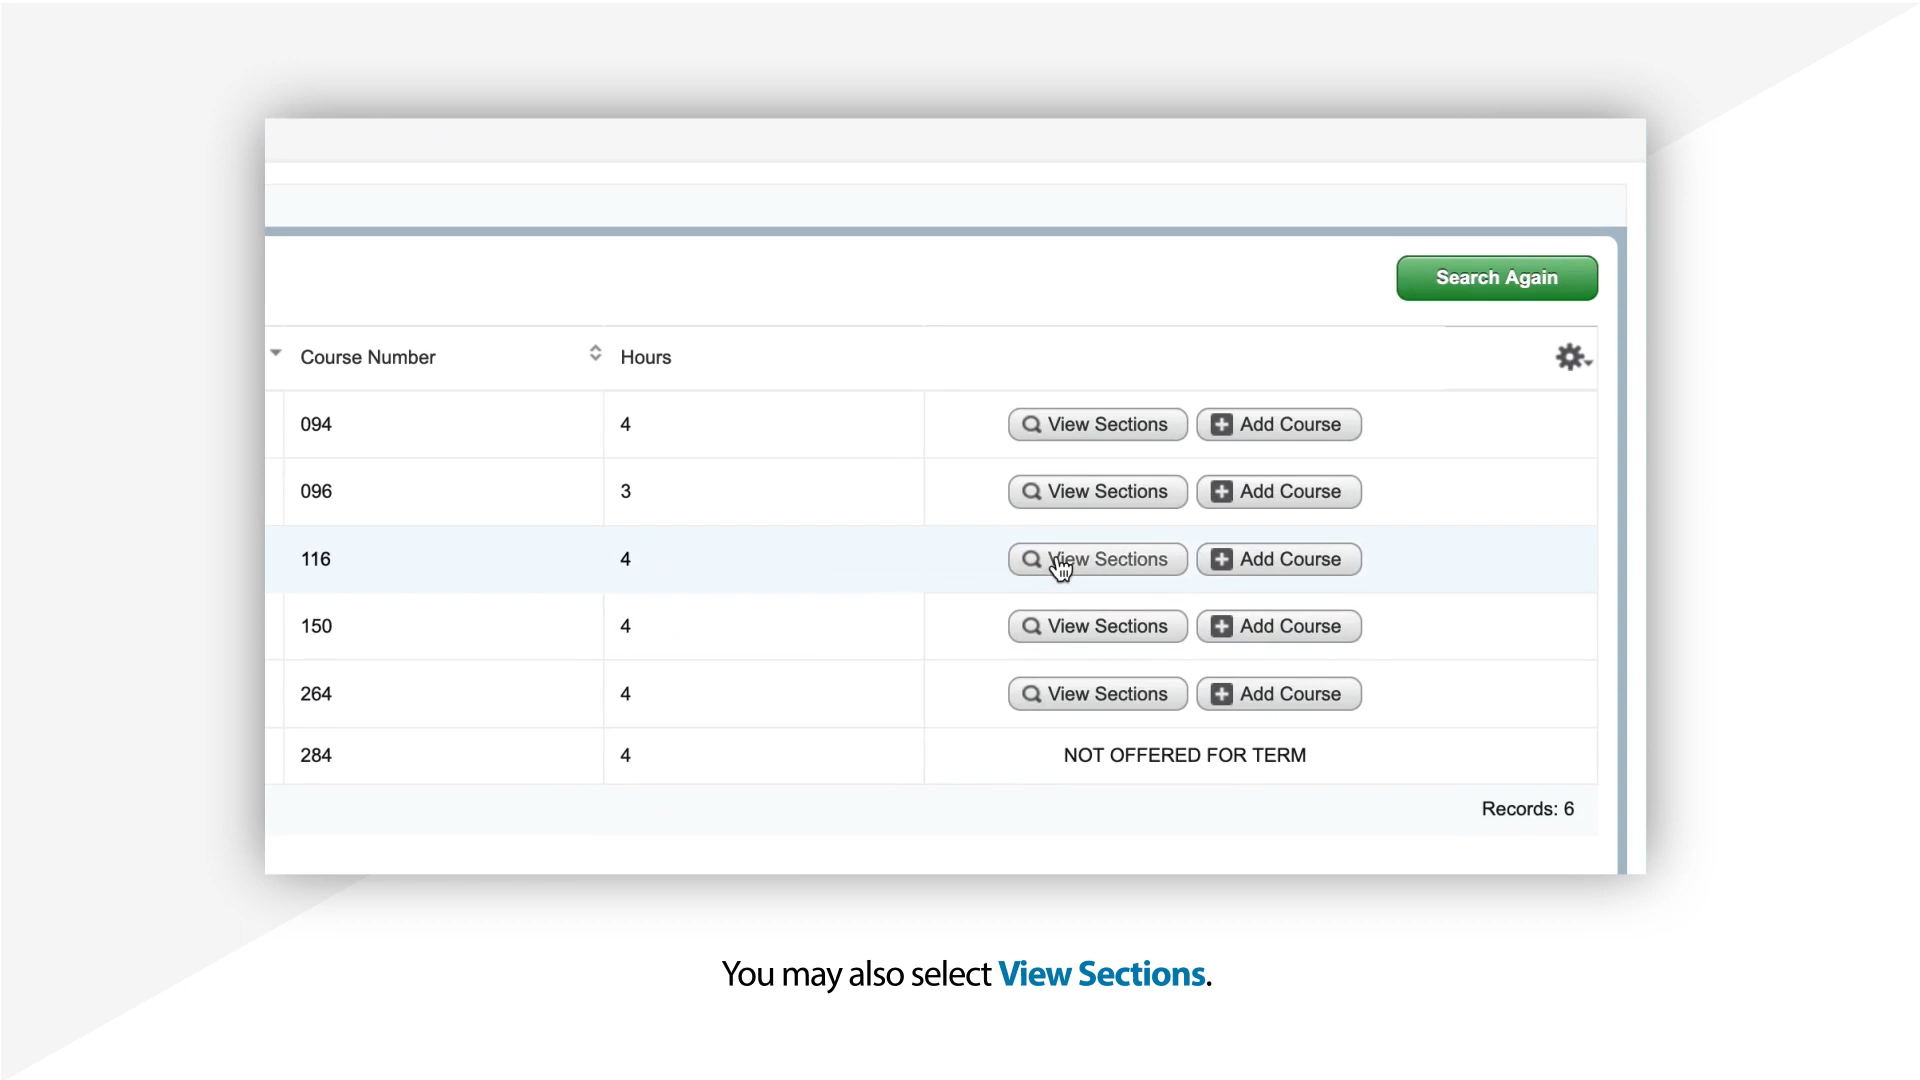 Search Again
Course Number Hours
094 4 View Sections Add Course
096 3 View Sections Add Course
116 4 View Sections Add Course
150 4 View Sections Add Course
264 4 View Sections Add Course
284 4 NOT OFFERED FOR TERM
Records: 6
You may also select View Sections.